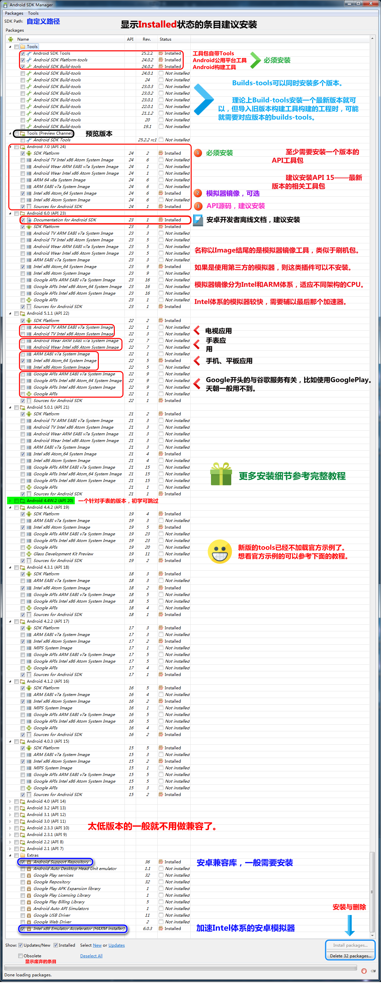 Android SDK Manager
Packages Tools
SDK Path: 自定义路径
显示Installed状态的条目建议安装
Packages
Name API Rev. Status
Tools
Android SDK Tools 25.2.2 Installed 工具包自带Tools
Android SDK Platform-tools 24.0.2 Installed Android公用平台工具 必须安装
Android SDK Build-tools 24.0.2 Installed Android构建工具
Android SDK Build-tools 24.0.1 Not installed
Android SDK Build-tools 24 Not installed Builds-tools可以同时安装多个版本。
Android SDK Build-tools 23.0.3 Not installed
Android SDK Build-tools 23.0.2 Not installed
Android SDK Build-tools 23.0.1 Not installed 理论上Build-tools安装一个最新版本就可
Android SDK Build-tools 22.0.1 Not installed 以，但导入旧版本构建工具构建的工程时，可能
Android SDK Build-tools 21.1.2 Not installed 就需要对应版本的builds-tools。
Android SDK Build-tools 20 Not installed
Android SDK Build-tools 19.1 Not installed
Tools (Preview Channel) 预览版本
Android SDK Tools 25.2.2 rc1 Not installed
Android 7.0 (API 24)
SDK Platform 24 2 Installed 1 必须安装 至少需要安装一个版本的
Android TV Intel x86 Atom System Image 24 6 Not installed API工具包
Android Wear ARM EABI v7a System Image 24 1 Not installed
Android Wear Intel x86 Atom System Image 24 1 Not installed 建议安装API 15——最新
ARM 64 v8a System Image 24 6 Not installed 版本的相关工具包
ARM EABI v7a System Image 24 6 Not installed
Intel x86 Atom_64 System Image 24 6 Installed 2 模拟器镜像，可选
Intel x86 Atom System Image 24 6 Not installed
Sources for Android SDK 24 1 Installed 3 API源码，建议安装
Android 6.0 (API 23)
Documentation for Android SDK 23 1 Installed 安卓开发者离线文档，建议安装
SDK Platform 23 3 Installed
Android TV ARM EABI v7a System Image 23 3 Not installed
Android TV Intel x86 Atom System Image 23 5 Not installed
Android Wear ARM EABI v7a System Image 23 5 Not installed
Android Wear Intel x86 Atom System Image 23 5 Not installed 名称以Image结尾的是模拟器镜像工具，类似于刷机包。
ARM EABI v7a System Image 23 3 Not installed
Intel x86 Atom_64 System Image 23 9 Installed 如果是使用第三方的模拟器，则这类插件可以不安装。
Intel x86 Atom System Image 23 9 Not installed
Google APIs ARM EABI v7a System Image 23 16 Not installed
Google APIs Intel x86 Atom_64 System Image 23 16 Not installed 模拟器镜像分为Intel和ARM体系，适应不同架构的CPU。
Google APIs Intel x86 Atom System Image 23 16 Not installed
Google APIs 23 1 Not installed Intel体系的模拟器较快，需要辅以最后那个加速器。
Sources for Android SDK 23 1 Installed
Android 5.1.1 (API 22)
SDK Platform 22 2 Installed
Android TV ARM EABI v7a System Image 22 1 Not installed 电视应用
Android TV Intel x86 Atom System Image 22 3 Not installed
Android Wear ARM EABI v7a System Image 22 7 Not installed 手表应
Android Wear Intel x86 Atom System Image 22 7 Not installed 用
ARM EABI v7a System Image 22 1 Not installed
Intel x86 Atom_64 System Image 22 5 Installed 手机、平板应用
Intel x86 Atom System Image 22 5 Not installed
Google APIs ARM EABI v7a System Image 22 9 Not installed
Google APIs Intel x86 Atom_64 System Image 22 9 Not installed Google开头的与谷歌服务有关，比如使用GooglePlay。
Google APIs Intel x86 Atom System Image 22 9 Not installed 天朝一般用不到。
Google APIs 22 1 Not installed
Sources for Android SDK 22 1 Installed
Android 5.0.1 (API 21)
SDK Platform 21 2 Installed
Android TV ARM EABI v7a System Image 21 3 Not installed
Android TV Intel x86 Atom System Image 21 3 Not installed
Android Wear ARM EABI v7a System Image 21 3 Not installed
Android Wear Intel x86 Atom System Image 21 3 Not installed
ARM EABI v7a System Image 21 3 Not installed
Intel x86 Atom_64 System Image 21 4 Installed
Intel x86 Atom System Image 21 4 Not installed
Google APIs ARM EABI v7a System Image 21 15 Not installed
Google APIs Intel x86 Atom_64 System Image 21 15 Not installed 更多安装细节参考完整教程
Google APIs Intel x86 Atom System Image 21 15 Not installed
Google APIs 21 1 Not installed
Sources for Android SDK 21 1 Installed
Android 4.4W.2 (API 20) 一个针对手表的版本，初学可跳过
Android 4.4.2 (API 19)
SDK Platform 19 4 Installed
ARM EABI v7a System Image 19 3 Not installed
Intel x86 Atom System Image 19 5 Installed
Google APIs ARM EABI v7a System Image 19 23 Not installed
Google APIs Intel x86 Atom System Image 19 23 Not installed
Google APIs 19 20 Not installed 新版的tools已经不加载官方示例了。
Glass Development Kit Preview 19 11 Not installed 想看官方示例的可以参考下面的教程。
Sources for Android SDK 19 2 Installed
Android 4.3.1 (API 18)
SDK Platform 18 3 Installed
ARM EABI v7a System Image 18 3 Not installed
Intel x86 Atom System Image 18 2 Installed
Google APIs ARM EABI v7a System Image 18 5 Not installed
Google APIs Intel x86 Atom System Image 18 5 Not installed
Google APIs 18 4 Not installed
Sources for Android SDK 18 1 Installed
Android 4.2.2 (API 17)
SDK Platform 17 3 Installed
ARM EABI v7a System Image 17 3 Not installed
Intel x86 Atom System Image 17 2 Installed
MIPS System Image 17 1 Not installed
Google APIs ARM EABI v7a System Image 17 5 Not installed
Google APIs Intel x86 Atom System Image 17 5 Not installed
Google APIs 17 4 Not installed
Sources for Android SDK 17 1 Installed
Android 4.1.2 (API 16)
SDK Platform 16 5 Installed
ARM EABI v7a System Image 16 4 Not installed
Intel x86 Atom System Image 16 2 Installed
MIPS System Image 16 1 Not installed
Google APIs ARM EABI v7a System Image 16 5 Not installed
Google APIs Intel x86 Atom System Image 16 5 Not installed
Google APIs 16 4 Not installed
Sources for Android SDK 16 2 Installed
Android 4.0.3 (API 15)
SDK Platform 15 5 Installed
ARM EABI v7a System Image 15 3 Not installed
Intel x86 Atom System Image 15 2 Installed
MIPS System Image 15 1 Not installed
Google APIs ARM EABI v7a System Image 15 5 Not installed
Google APIs Intel x86 Atom System Image 15 5 Not installed
Google APIs 15 3 Not installed
Sources for Android SDK 15 2 Installed
Android 4.0 (API 14)
Android 3.2 (API 13)
Android 3.1 (API 12)
Android 3.0 (API 11)
Android 2.3.3 (API 10) 太低版本的一般就不用做兼容了。
Android 2.3.1 (API 9)
Android 2.2 (API 8)
Android 2.1 (API 7)
Extras
Android Support Repository 36 Installed 安卓兼容库，一般需要安装
Android Auto Desktop Head Unit emulator 1.1 Not installed
Google Play services 32 Not installed
Google Repository 32 Not installed
Google Play APK Expansion library 1 Not installed
Google Play Licensing Library 1 Not installed
Google Play Billing Library 5 Not installed
Android Auto API Simulators 1 Not installed 安装与删除
Google USB Driver 11 Not installed
Google Web Driver 2 Not installed
Intel x86 Emulator Accelerator (HAXM installer) 6.0.3 Installed 加速Intel体系的安卓模拟器
Show: Updates/New Installed Select New or Updates Install packages...
Obsolete Deselect All Delete 32 packages...
显示废弃的条目
Done loading packages.